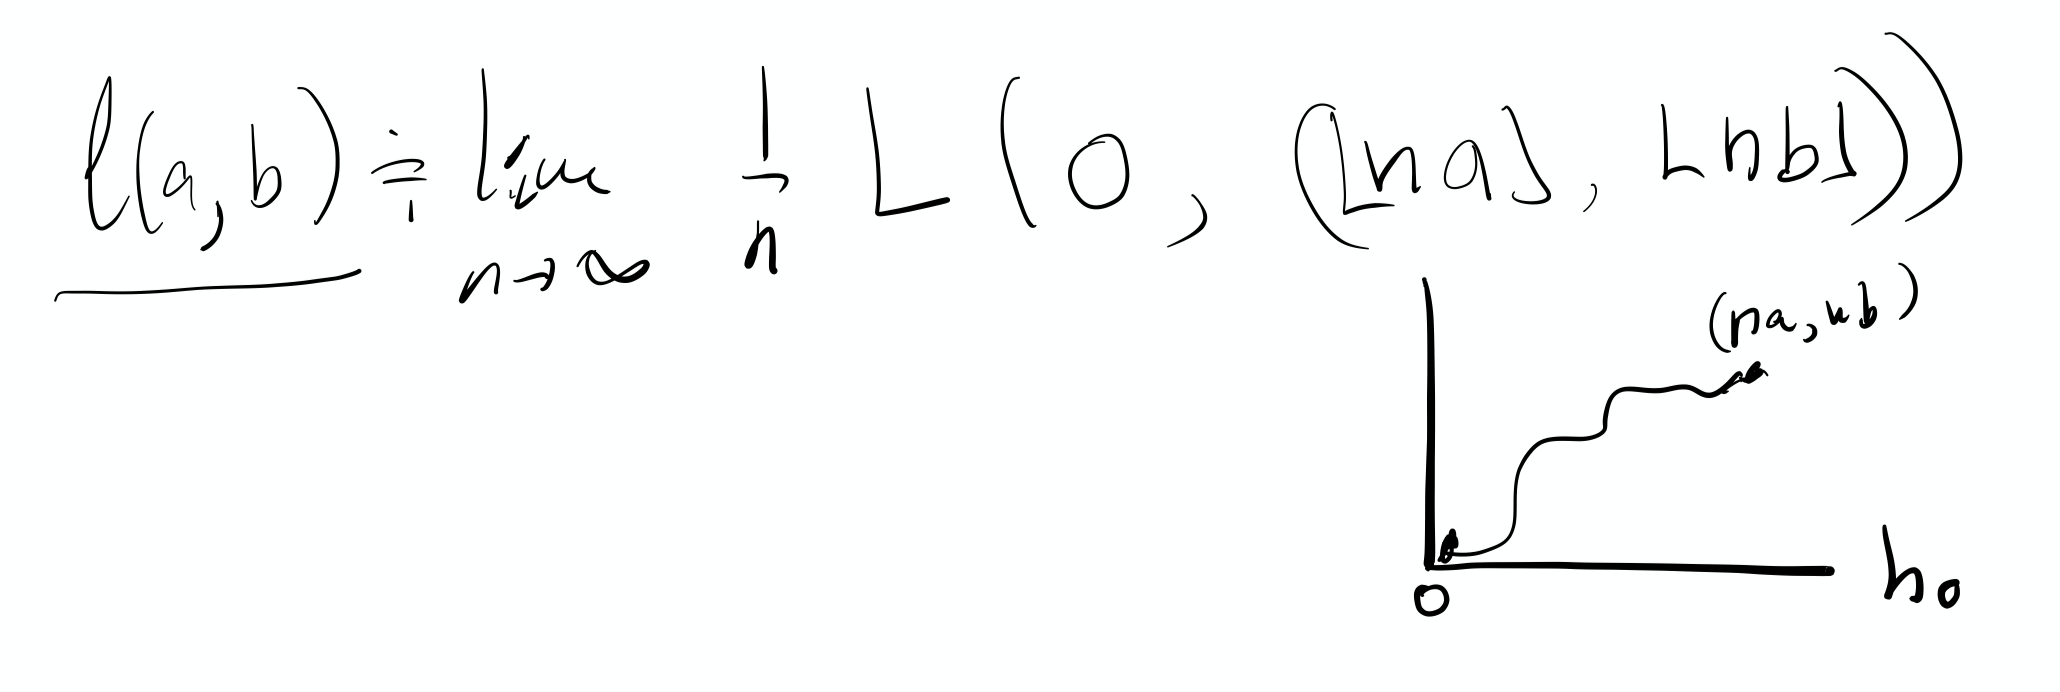 ℓ(a,b) ≑ lim 1/n L(0, (⌊na⌋, ⌊nb⌋))
n→∞
(na, nb)
h₀
0